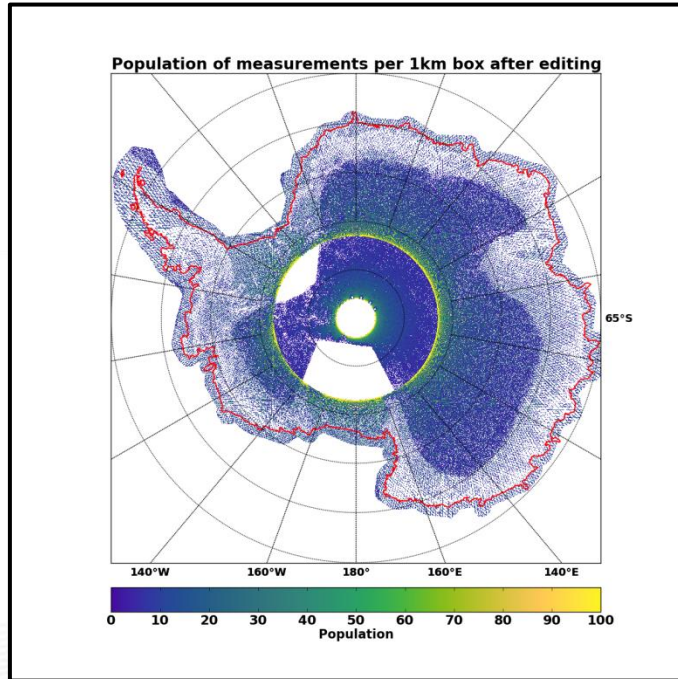 Population of measurements per 1km box after editing
65°S
140°W 160°W 180° 160°E 140°E
0 10 20 30 40 50 60 70 80 90 100
Population